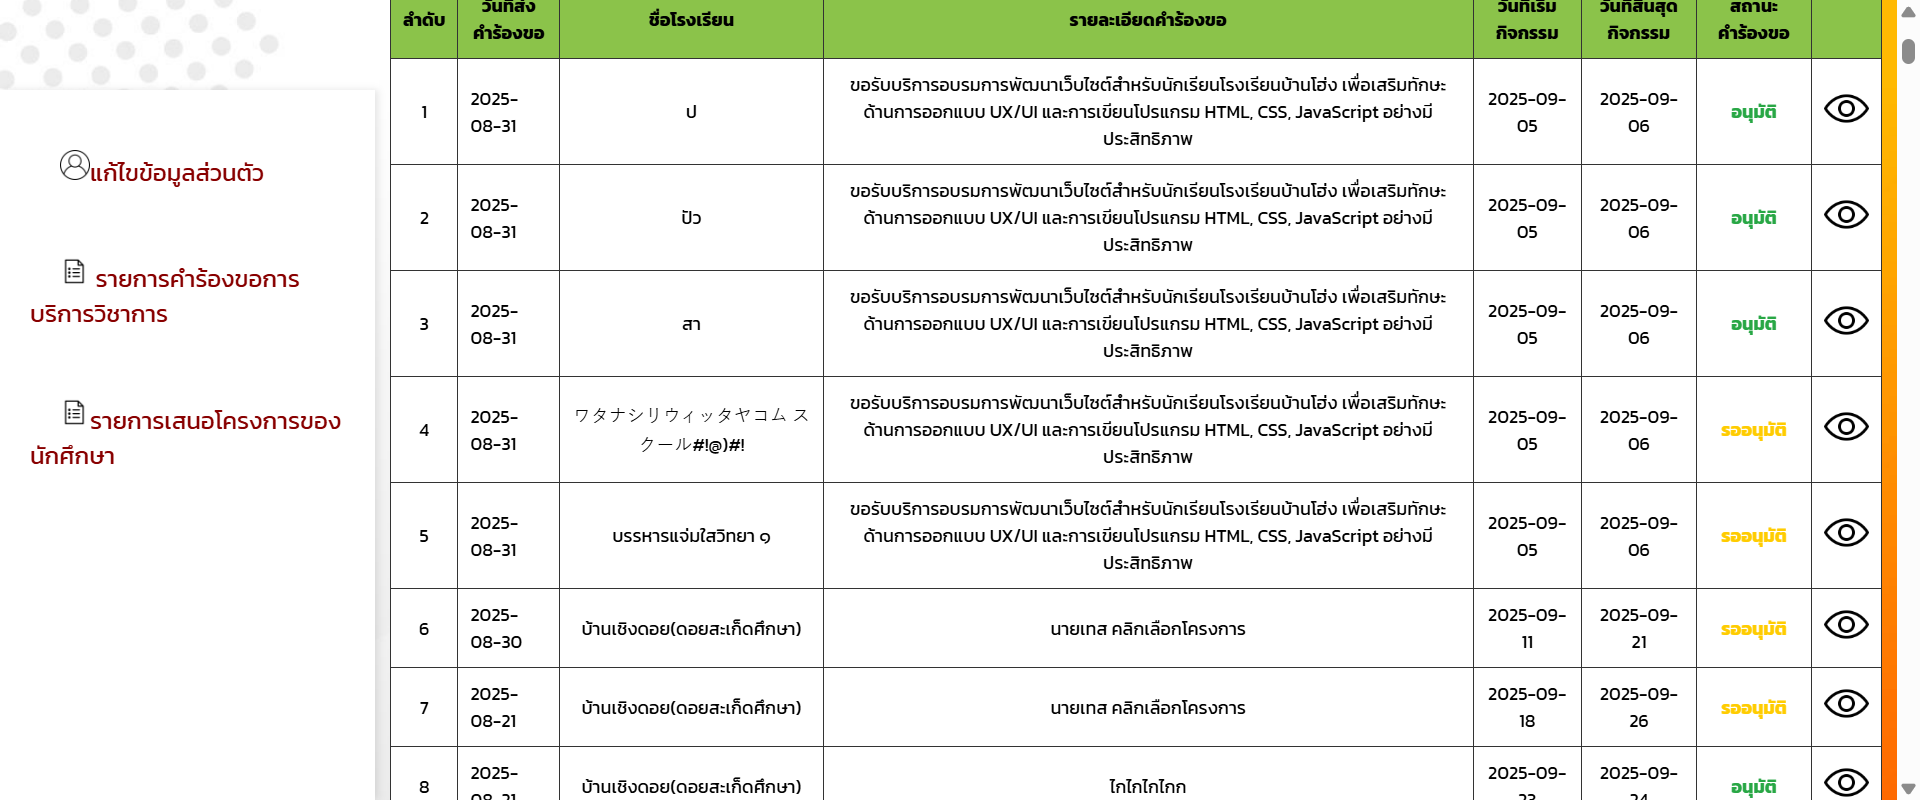 แก้ไขข้อมูลส่วนตัว
รายการคำร้องขอการ
บริการวิชาการ
รายการเสนอโครงการของ
นักศึกษา
ลำดับ วันที่ส่ง คำร้องขอ ชื่อโรงเรียน รายละเอียดคำร้องขอ วันที่เริ่ม กิจกรรม วันที่สิ้นสุด กิจกรรม สถานะ คำร้องขอ
1 2025-08-31 ป ขอรับบริการอบรมการพัฒนาเว็บไซต์สำหรับนักเรียนโรงเรียนบ้านโฮ่ง เพื่อเสริมทักษะ
ด้านการออกแบบ UX/UI และการเขียนโปรแกรม HTML, CSS, JavaScript อย่างมี
ประสิทธิภาพ 2025-09-05 2025-09-06 อนุมัติ
2 2025-08-31 ปัว ขอรับบริการอบรมการพัฒนาเว็บไซต์สำหรับนักเรียนโรงเรียนบ้านโฮ่ง เพื่อเสริมทักษะ
ด้านการออกแบบ UX/UI และการเขียนโปรแกรม HTML, CSS, JavaScript อย่างมี
ประสิทธิภาพ 2025-09-05 2025-09-06 อนุมัติ
3 2025-08-31 สา ขอรับบริการอบรมการพัฒนาเว็บไซต์สำหรับนักเรียนโรงเรียนบ้านโฮ่ง เพื่อเสริมทักษะ
ด้านการออกแบบ UX/UI และการเขียนโปรแกรม HTML, CSS, JavaScript อย่างมี
ประสิทธิภาพ 2025-09-05 2025-09-06 อนุมัติ
4 2025-08-31 ワタナシリウィッタヤコム スクール#!@)#! ขอรับบริการอบรมการพัฒนาเว็บไซต์สำหรับนักเรียนโรงเรียนบ้านโฮ่ง เพื่อเสริมทักษะ
ด้านการออกแบบ UX/UI และการเขียนโปรแกรม HTML, CSS, JavaScript อย่างมี
ประสิทธิภาพ 2025-09-05 2025-09-06 รออนุมัติ
5 2025-08-31 บรรหารแจ่มใสวิทยา ๑ ขอรับบริการอบรมการพัฒนาเว็บไซต์สำหรับนักเรียนโรงเรียนบ้านโฮ่ง เพื่อเสริมทักษะ
ด้านการออกแบบ UX/UI และการเขียนโปรแกรม HTML, CSS, JavaScript อย่างมี
ประสิทธิภาพ 2025-09-05 2025-09-06 รออนุมัติ
6 2025-08-30 บ้านเชิงดอย(ดอยสะเก็ดศึกษา) นายเทส คลิกเลือกโครงการ 2025-09-11 2025-09-21 รออนุมัติ
7 2025-08-21 บ้านเชิงดอย(ดอยสะเก็ดศึกษา) นายเทส คลิกเลือกโครงการ 2025-09-18 2025-09-26 รออนุมัติ
8 2025-08-21 บ้านเชิงดอย(ดอยสะเก็ดศึกษา) ไกไกไกไกก 2025-09-23 2025-09-24 อนุมัติ